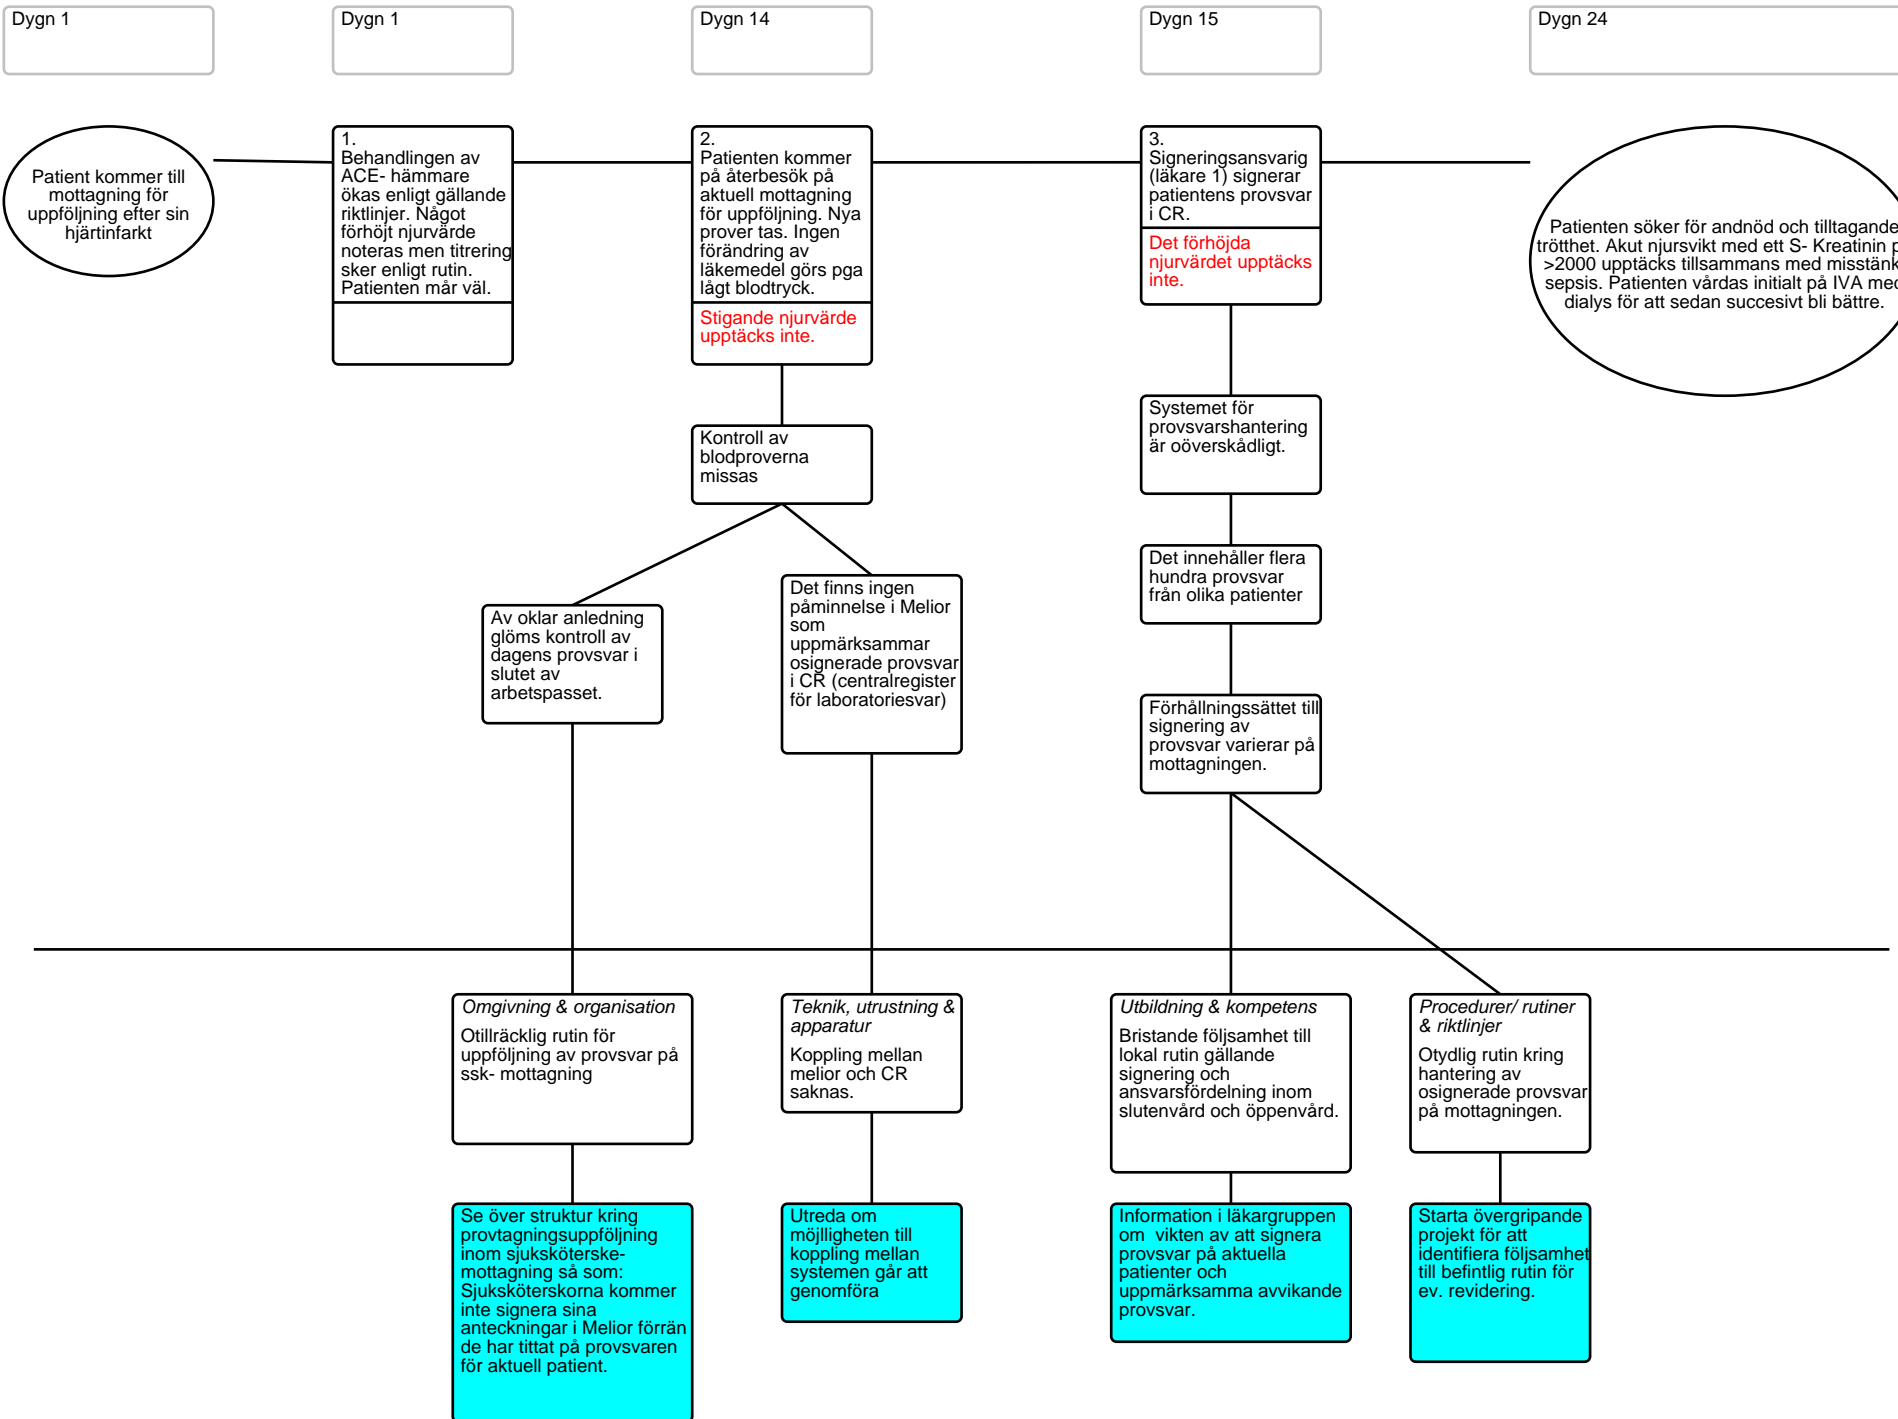 Dygn 1
Dygn 1
Dygn 14
Dygn 15
Dygn 24
Patient kommer till
mottagning för
uppföljning efter sin
hjärtinfarkt
1.
Behandlingen av
ACE- hämmare
ökas enligt gällande
riktlinjer. Något
förhöjt njurvärde
noteras men titrering
sker enligt rutin.
Patienten mår väl.
2.
Patienten kommer
på återbesök på
aktuell mottagning
för uppföljning. Nya
prover tas. Ingen
förändring av
läkemedel görs pga
lågt blodtryck.
Stigande njurvärde
upptäcks inte.
3.
Signeringsansvarig
(läkare 1) signerar
patientens provsvar
i CR.
Det förhöjda
njurvärdet upptäcks
inte.
Patienten söker för andnöd och tilltagande
trötthet. Akut njursvikt med ett S- Kreatinin
>2000 upptäcks tillsammans med
sepsis. Patienten vårdas initialt på IVA
dialys för att sedan succesivt bli bättre.
Kontroll av
blodproverna
missas
Av oklar anledning
glöms kontroll av
dagens provsvar i
slutet av
arbetspasset.
Det finns ingen
påminnelse i Melior
som
uppmärksammar
osignerade provsvar
i CR (centralregister
för laboratoriesvar)
Systemet för
provsvarshantering
är oöverskådligt.
Det innehåller flera
hundra provsvar
från olika patienter
Förhållningssättet till
signering av
provsvar varierar på
mottagningen.
Omgivning & organisation
Otillräcklig rutin för
uppföljning av provsvar på
ssk- mottagning
Teknik, utrustning &
apparatur
Koppling mellan
melior och CR
saknas.
Utbildning & kompetens
Bristande följsamhet till
lokal rutin gällande
signering och
ansvarsfördelning inom
slutenvård och öppenvård.
Procedurer/ rutiner
& riktlinjer
Otydlig rutin kring
hantering av
osignerade provsvar
på mottagningen.
Se över struktur kring
provtagningsuppföljning
inom sjuksköterske-
mottagning så som:
Sjuksköterskorna kommer
inte signera sina
anteckningar i Melior förrän
de har tittat på provsvaren
för aktuell patient.
Utreda om
möjlligheten till
koppling mellan
systemen går att
genomföra
Information i läkargruppen
om vikten av att signera
provsvar på aktuella
patienter och
uppmärksamma avvikande
provsvar.
Starta övergripande
projekt för att
identifiera följsamhet
till befintlig rutin för
ev. revidering.